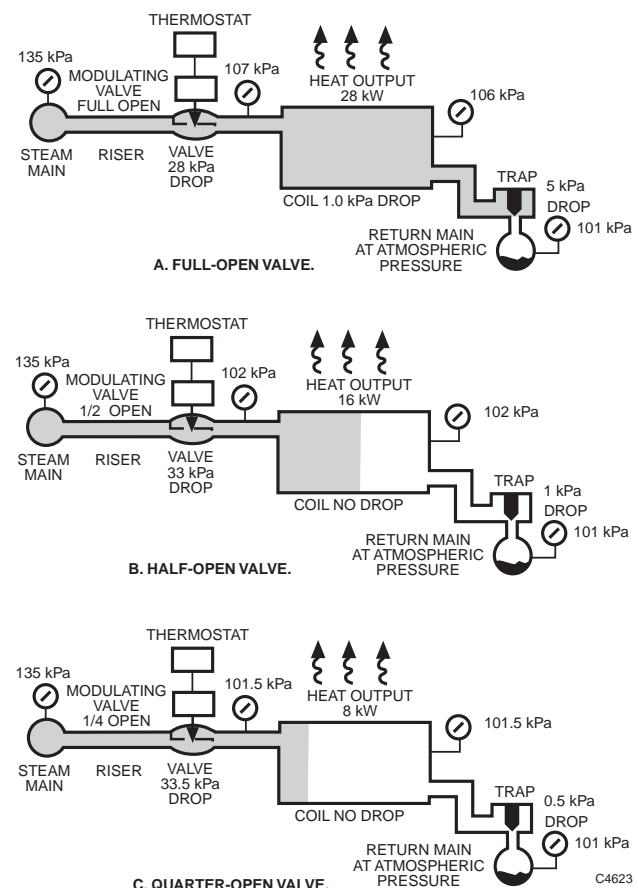 THERMOSTAT
135 kPa
MODULATING
VALVE
FULL OPEN
107 kPa
HEAT OUTPUT
28 kW
106 kPa
STEAM
MAIN
RISER
VALVE
28 kPa
DROP
COIL 1.0 kPa DROP
TRAP
5 kPa
DROP
101 kPa
RETURN MAIN
AT ATMOSPHERIC
PRESSURE
A. FULL-OPEN VALVE.
THERMOSTAT
135 kPa
MODULATING
VALVE
1/2 OPEN
102 kPa
HEAT OUTPUT
16 kW
102 kPa
STEAM
MAIN
RISER
VALVE
33 kPa
DROP
COIL NO DROP
TRAP
1 kPa
DROP
101 kPa
RETURN MAIN
AT ATMOSPHERIC
PRESSURE
B. HALF-OPEN VALVE.
THERMOSTAT
135 kPa
MODULATING
VALVE
1/4 OPEN
101.5 kPa
HEAT OUTPUT
8 kW
101.5 kPa
STEAM
MAIN
RISER
VALVE
33.5 kPa
DROP
COIL NO DROP
TRAP
0.5 kPa
DROP
101 kPa
RETURN MAIN
AT ATMOSPHERIC
PRESSURE
C. QUARTER-OPEN VALVE.
C4623